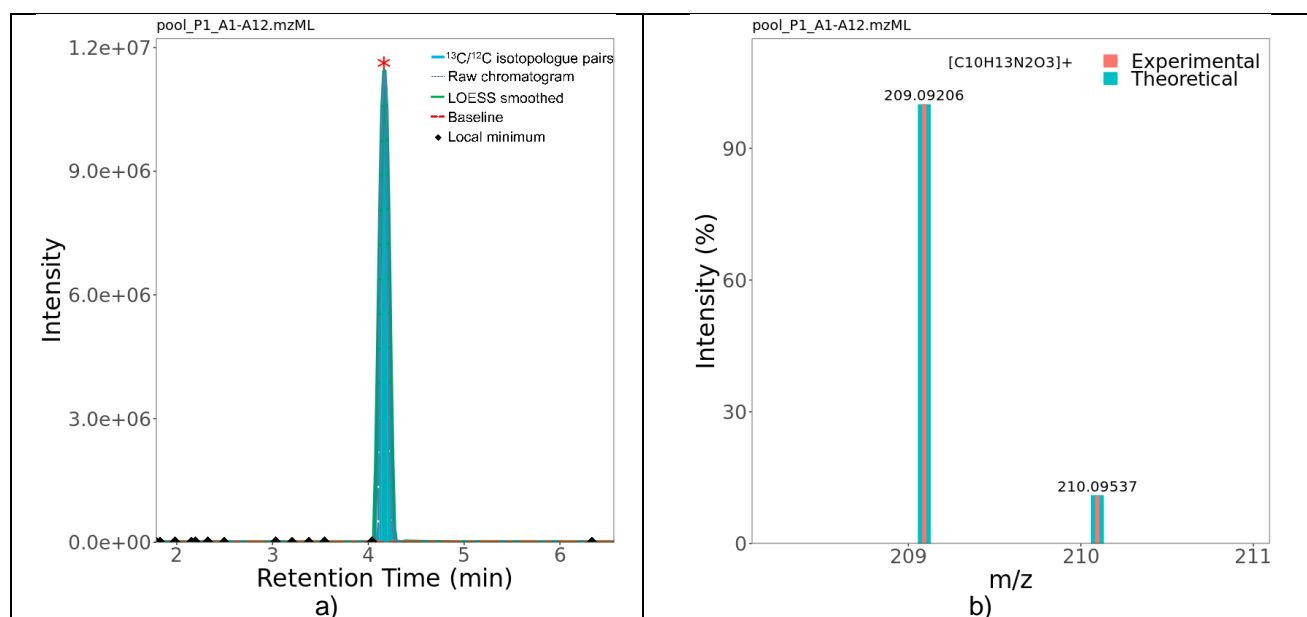 pool_P1_A1-A12.mzML
1.2e+07
9.0e+06
6.0e+06
3.0e+06
0.0e+00
Intensity
¹³C/¹²C isotopologue pairs
Raw chromatogram
LOESS smoothed
Baseline
Local minimum
2 3 4 5 6
Retention Time (min)
a)
pool_P1_A1-A12.mzML
[C10H13N2O3]+
Experimental
Theoretical
209.09206
210.09537
90
60
30
0
Intensity (%)
209 210 211
m/z
b)